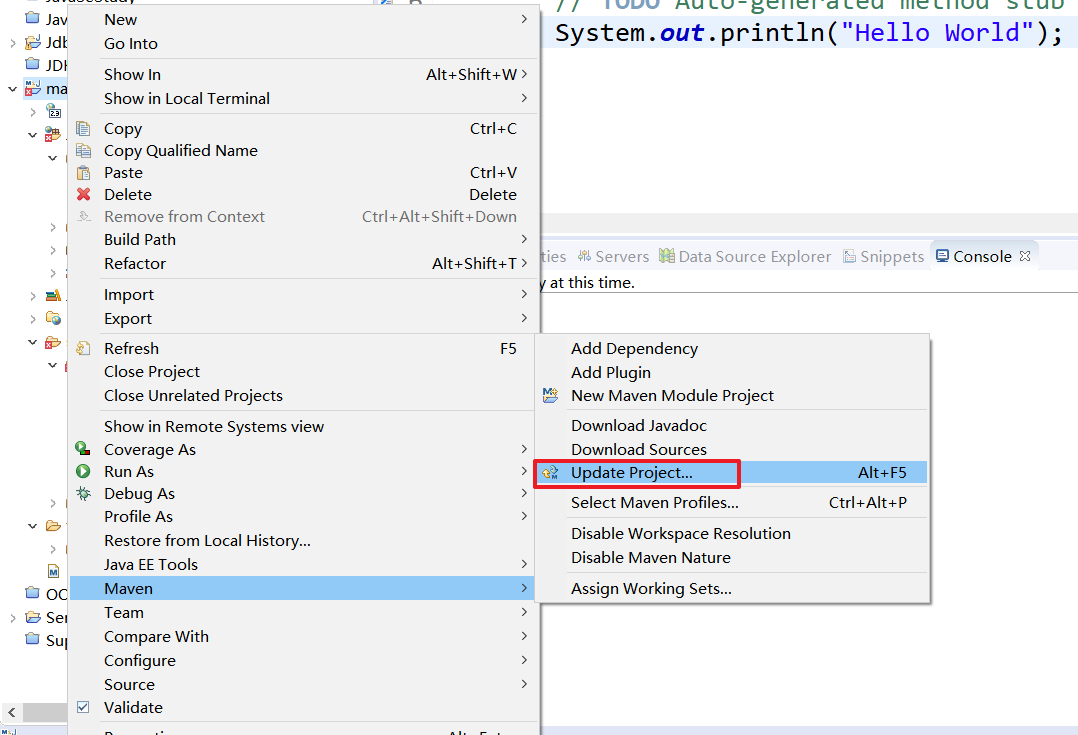 // TODO Auto-generated method stub
System.out.println("Hello World");
Jav
Jdb
JDH
ma
OC
Ser
Sup
New
Go Into
Show In Alt+Shift+W
Show in Local Terminal
Copy Ctrl+C
Copy Qualified Name
Paste Ctrl+V
Delete Delete
Remove from Context Ctrl+Alt+Shift+Down
Build Path
Refactor Alt+Shift+T
Import
Export
Refresh F5
Close Project
Close Unrelated Projects
Show in Remote Systems view
Coverage As
Run As
Debug As
Profile As
Restore from Local History...
Java EE Tools
Maven
Team
Compare With
Configure
Source
Validate
ties Servers Data Source Explorer Snippets Console
y at this time.
Add Dependency
Add Plugin
New Maven Module Project
Download Javadoc
Download Sources
Update Project... Alt+F5
Select Maven Profiles... Ctrl+Alt+P
Disable Workspace Resolution
Disable Maven Nature
Assign Working Sets...